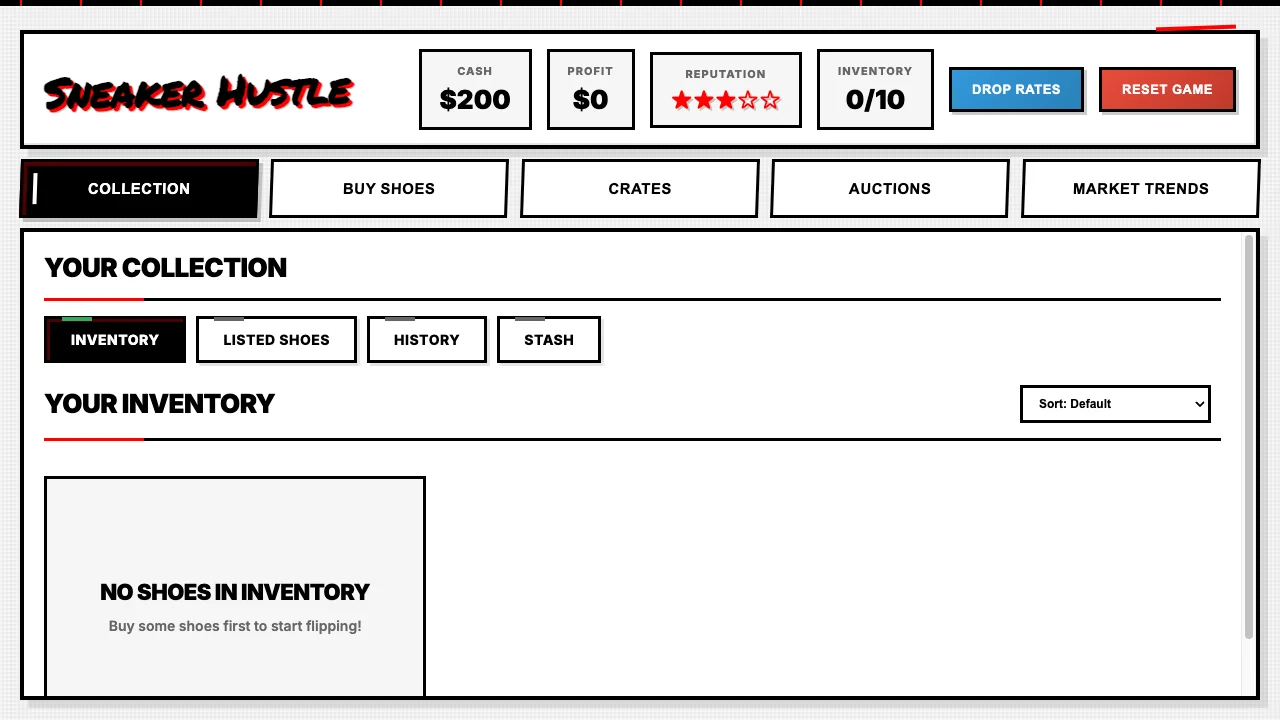 Sneaker Hustle
CASH
$200
PROFIT
$0
REPUTATION
★★★☆☆
INVENTORY
0/10
DROP RATES
RESET GAME
COLLECTION
BUY SHOES
CRATES
AUCTIONS
MARKET TRENDS
YOUR COLLECTION
INVENTORY
LISTED SHOES
HISTORY
STASH
YOUR INVENTORY
Sort: Default
NO SHOES IN INVENTORY
Buy some shoes first to start flipping!